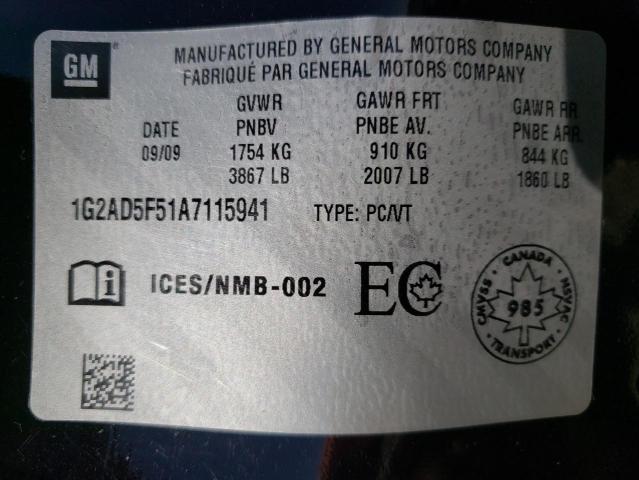 GM
MANUFACTURED BY GENERAL MOTORS COMPANY
FABRIQUÉ PAR GENERAL MOTORS COMPANY
GVWR GAWR FRT GAWR RR
DATE PNBV PNBE AV. PNBE ARR.
09/09 1754 KG 910 KG 844 KG
3867 LB 2007 LB 1860 LB
1G2AD5F51A7115941 TYPE: PC/VT
i ICES/NMB-002 EC
CANADA
CMVSS 985 NSVAC
TRANSPORT